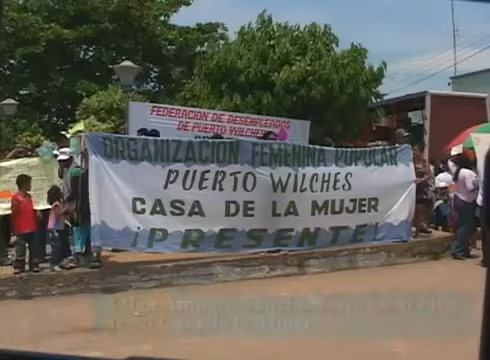 FEDERACION DE DESEMPLEADOS
DE PUERTO WILCHES
ORGANIZACION FEMENINA POPULAR
PUERTO WILCHES
CASA DE LA MUJER
¡PRESENTE!